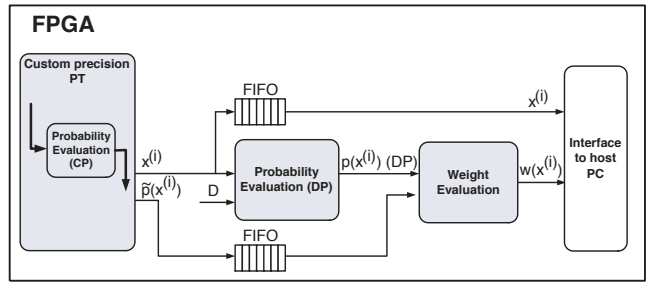 FPGA
Custom precision
PT
Probability
Evaluation
(CP)
x(i)
p̃(x(i))
D
FIFO
Probability
Evaluation (DP)
FIFO
p(x(i)) (DP)
Weight
Evaluation
x(i)
w(x(i))
Interface
to host
PC